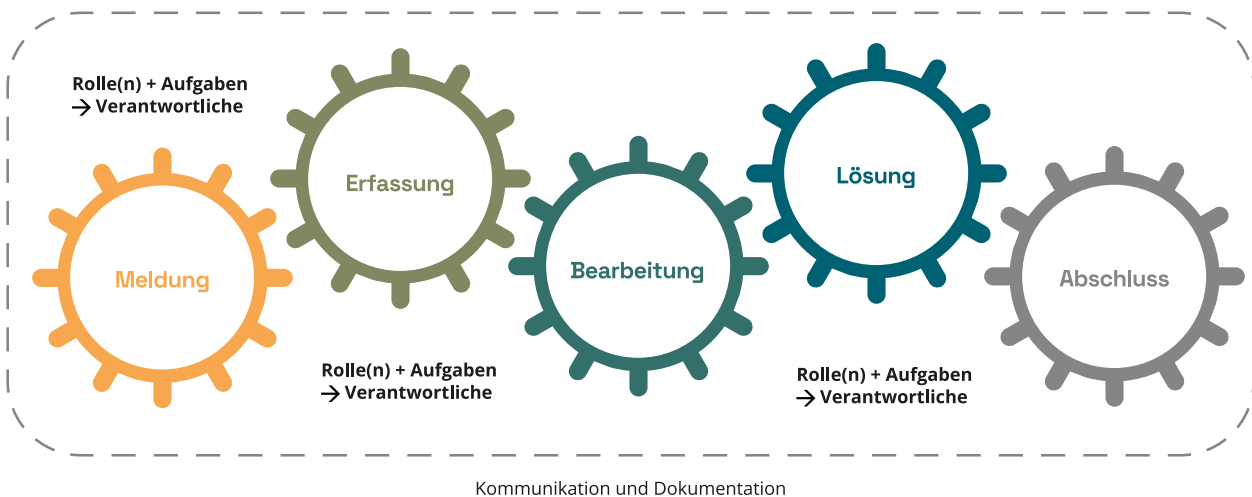 Rolle(n) + Aufgaben
→ Verantwortliche
Meldung
Erfassung
Rolle(n) + Aufgaben
→ Verantwortliche
Bearbeitung
Lösung
Rolle(n) + Aufgaben
→ Verantwortliche
Abschluss
Kommunikation und Dokumentation